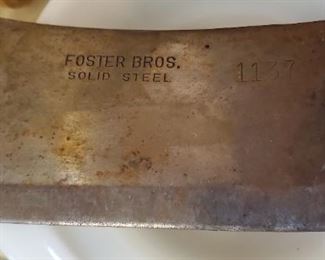 FOSTER BROS.
SOLID STEEL
1137